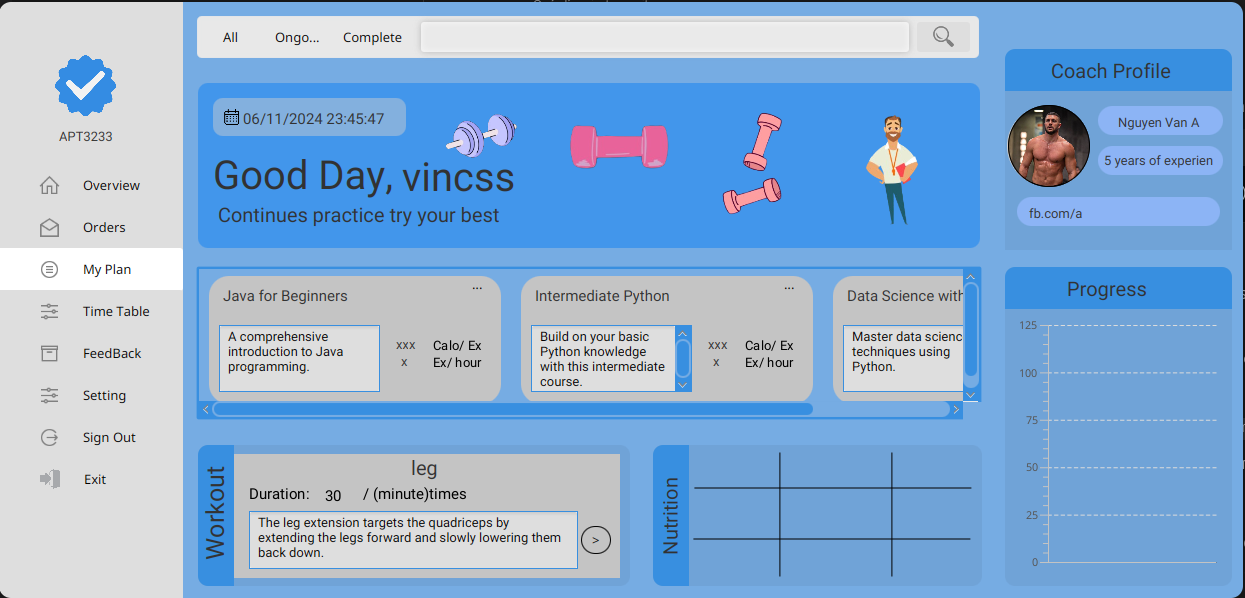 APT3233
Overview
Orders
My Plan
Time Table
FeedBack
Setting
Sign Out
Exit
All
Ongo...
Complete
06/11/2024 23:45:47
Good Day, vincss
Continues practice try your best
Java for Beginners
...
A comprehensive
introduction to Java
programming.
xxx Calo/ Ex
x Ex/ hour
Intermediate Python
...
Build on your basic
Python knowledge
with this intermediate
course.
xxx Calo/ Ex
x Ex/ hour
Data Science with
Master data scienc
techniques using
Python.
Workout
leg
Duration: 30 / (minute)times
The leg extension targets the quadriceps by
extending the legs forward and slowly lowering them
back down.
>
Nutrition
Coach Profile
Nguyen Van A
5 years of experien
fb.com/a
Progress
125
100
75
50
25
0